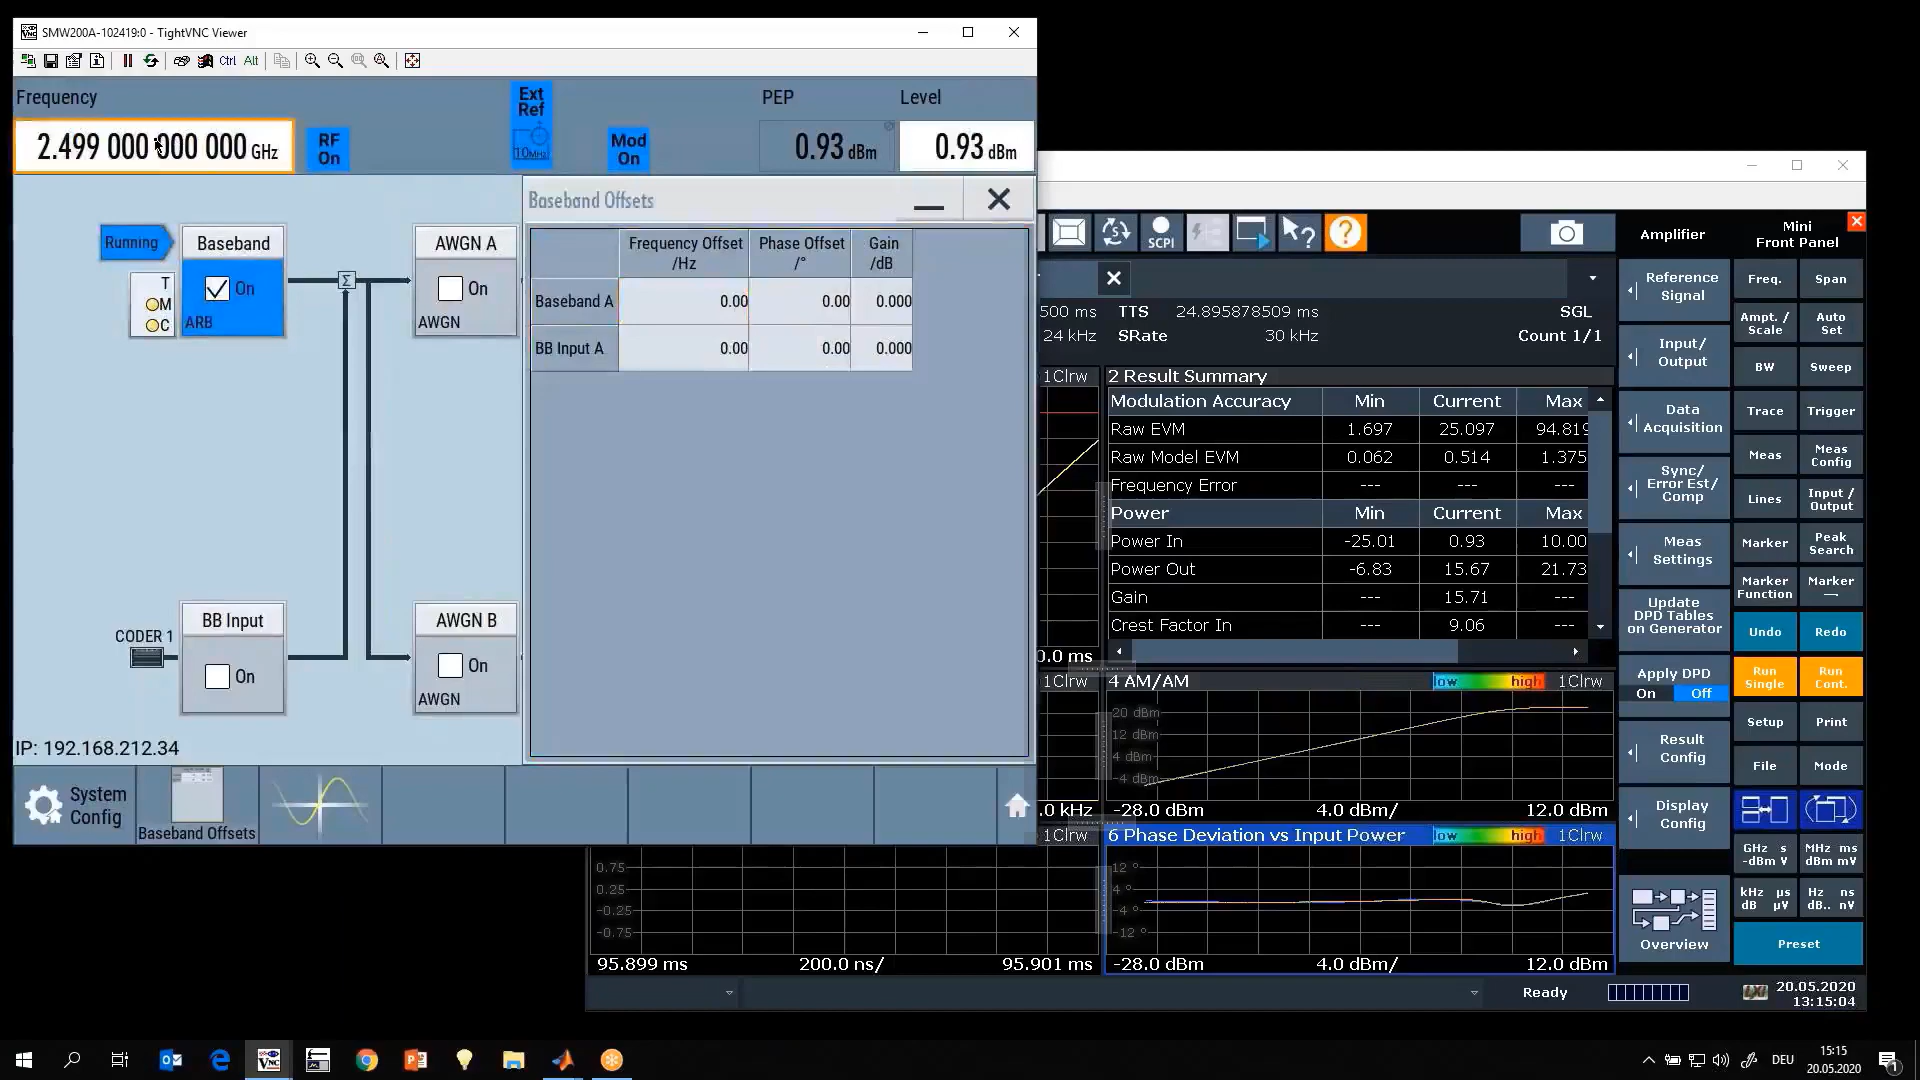 SMW200A-102419:0 - TightVNC Viewer
Ctrl Alt
Frequency
2.499 000 000 000 GHz
RF On
Ext Ref
10MHz
Mod On
PEP
0.93 dBm
Level
0.93 dBm
Running
Baseband
On
ARB
T
M
C
AWGN A
On
AWGN
CODER 1
BB Input
On
AWGN B
On
AWGN
IP: 192.168.212.34
Baseband Offsets
Frequency Offset /Hz Phase Offset /° Gain /dB
Baseband A 0.00 0.00 0.000
BB Input A 0.00 0.00 0.000
System Config
Baseband Offsets
SCPI
500 ms TTS 24.895878509 ms SGL
24 kHz SRate 30 kHz Count 1/1
1Clrw
2 Result Summary
Modulation Accuracy Min Current Max
Raw EVM 1.697 25.097 94.819
Raw Model EVM 0.062 0.514 1.375
Frequency Error --- --- ---
Power Min Current Max
Power In -25.01 0.93 10.00
Power Out -6.83 15.67 21.73
Gain --- 15.71 ---
Crest Factor In --- 9.06 ---
0.0 ms
1Clrw
4 AM/AM low high 1Clrw
20 dBm
12 dBm
4 dBm
-4 dBm
.0 kHz
-28.0 dBm 4.0 dBm/ 12.0 dBm
1Clrw
6 Phase Deviation vs Input Power low high 1Clrw
0.75
0.25
-0.25
-0.75
12 °
4 °
-4 °
-12 °
95.899 ms 200.0 ns/ 95.901 ms
-28.0 dBm 4.0 dBm/ 12.0 dBm
Ready
20.05.2020
13:15:04
Amplifier
Reference Signal
Input/ Output
Data Acquisition
Sync/ Error Est/ Comp
Meas Settings
Update DPD Tables on Generator
Apply DPD
On Off
Result Config
Display Config
Overview
Mini Front Panel
Freq. Span
Ampt. / Scale Auto Set
BW Sweep
Trace Trigger
Meas Meas Config
Lines Input / Output
Marker Peak Search
Marker Function Marker
Undo Redo
Run Single Run Cont.
Setup Print
File Mode
GHz s -dBm V MHz ms dBm mV
kHz µs dB µV Hz ns dB.. nV
Preset
DEU
15:15
20.05.2020
1